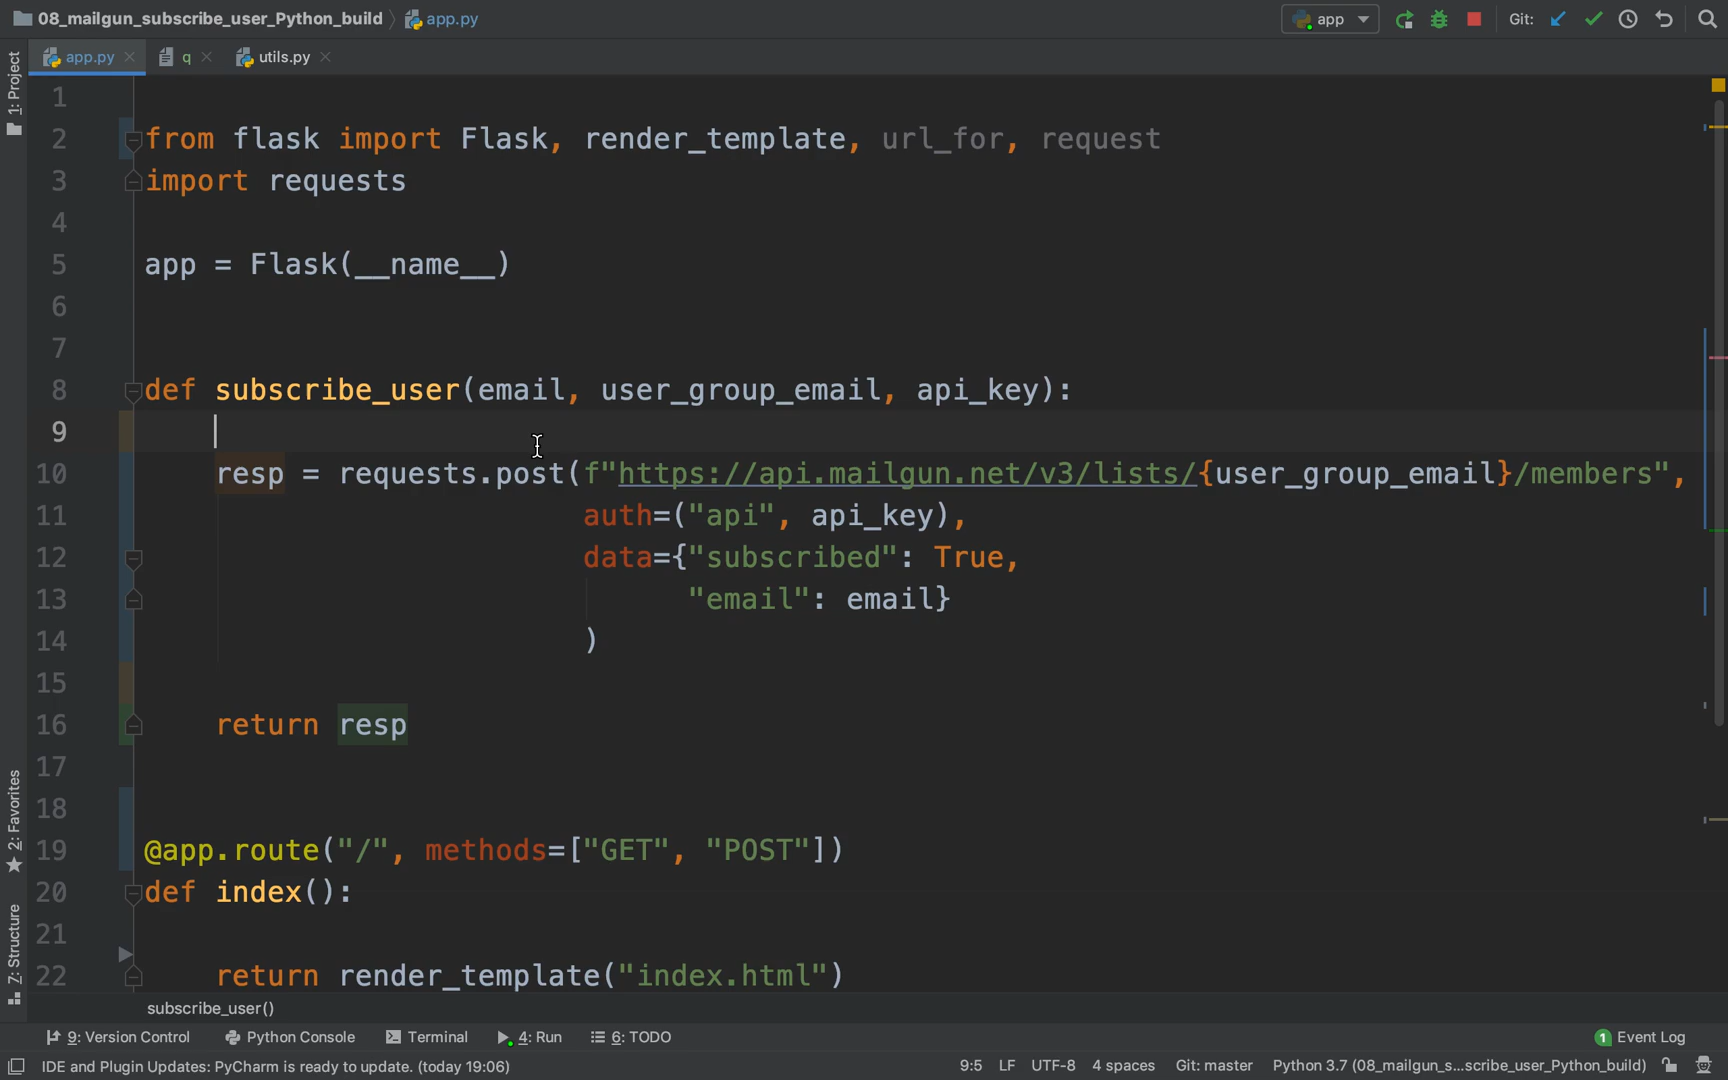 08_mailgun_subscribe_user_Python_build app.py app Git:
app.py q utils.py
1: Project
1
2 from flask import Flask, render_template, url_for, request
3 import requests
4
5 app = Flask(__name__)
6
7
8 def subscribe_user(email, user_group_email, api_key):
9
10 resp = requests.post(f"https://api.mailgun.net/v3/lists/{user_group_email}/members",
11 auth=("api", api_key),
12 data={"subscribed": True,
13 "email": email}
14 )
15
16 return resp
17
18
19 @app.route("/", methods=["GET", "POST"])
20 def index():
21
22 return render_template("index.html")
2: Favorites
7: Structure
subscribe_user()
9: Version Control Python Console Terminal 4: Run 6: TODO 1 Event Log
IDE and Plugin Updates: PyCharm is ready to update. (today 19:06) 9:5 LF UTF-8 4 spaces Git: master Python 3.7 (08_mailgun_s...scribe_user_Python_build)